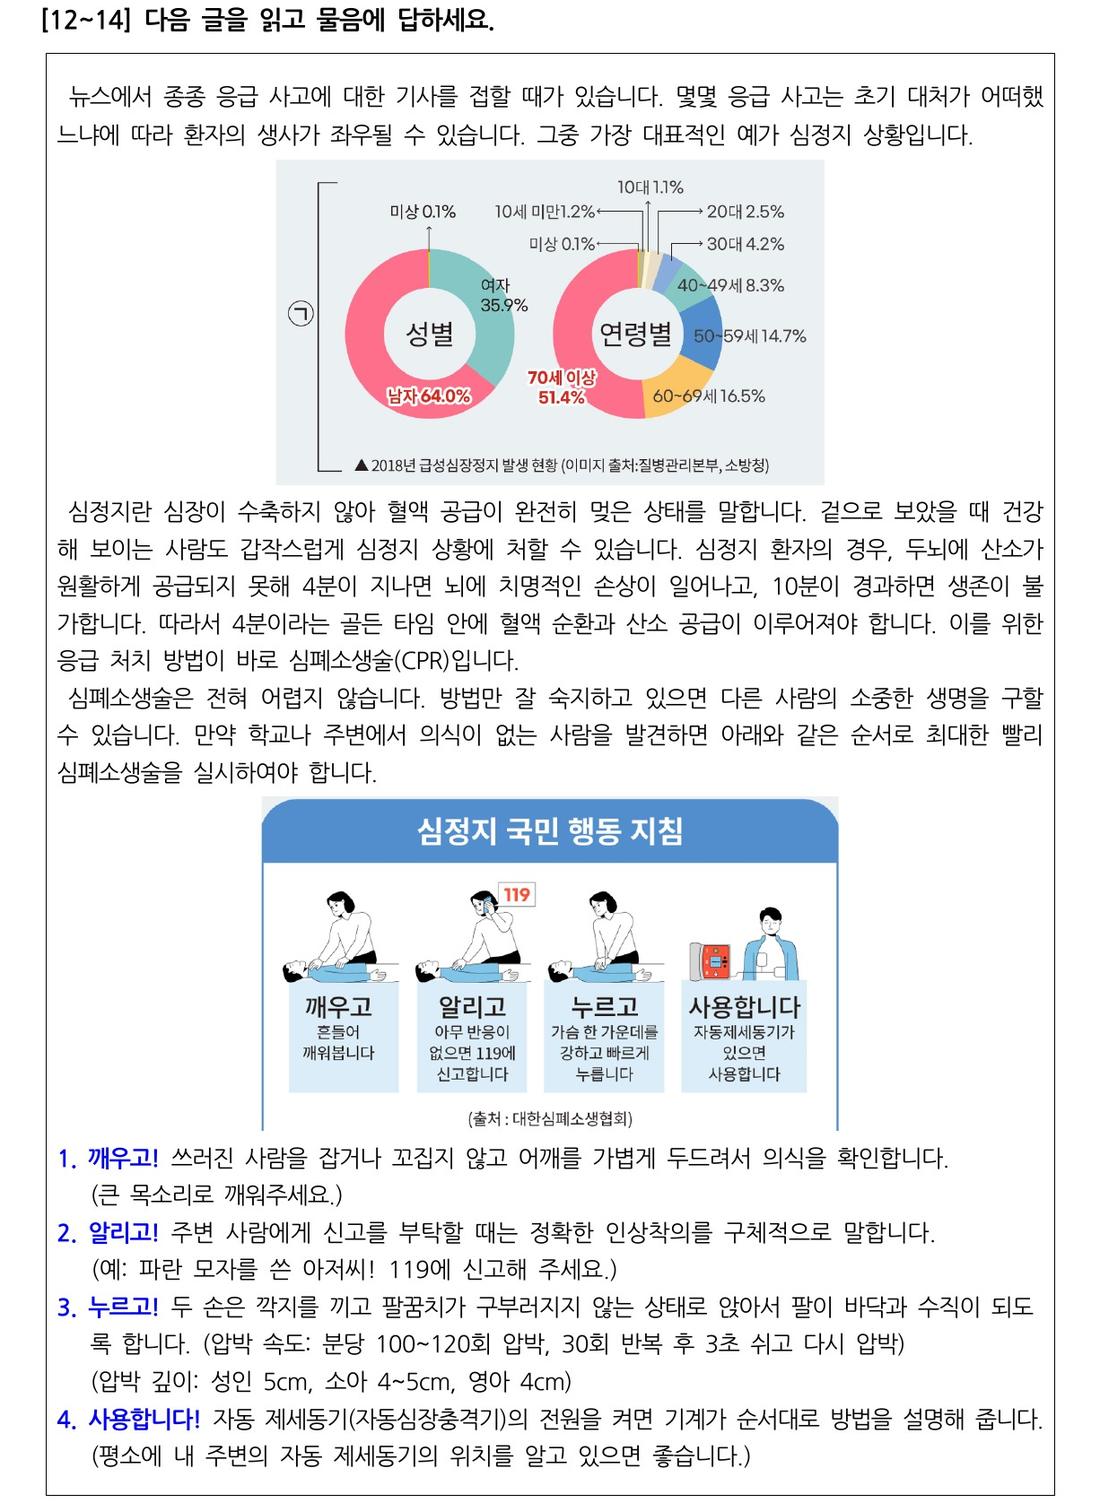 [12~14] 다음 글을 읽고 물음에 답하세요.
뉴스에서 종종 응급 사고에 대한 기사를 접할 때가 있습니다. 몇몇 응급 사고는 초기 대처가 어떠했
느냐에 따라 환자의 생사가 좌우될 수 있습니다. 그중 가장 대표적인 예가 심정지 상황입니다.
㉠
미상 0.1%
여자
35.9%
성별
남자 64.0%
10대 1.1%
10세 미만1.2%
20대 2.5%
미상 0.1%
30대 4.2%
40~49세 8.3%
연령별
50~59세 14.7%
70세 이상
51.4%
60~69세 16.5%
▲ 2018년 급성심장정지 발생 현황 (이미지 출처:질병관리본부, 소방청)
심정지란 심장이 수축하지 않아 혈액 공급이 완전히 멎은 상태를 말합니다. 겉으로 보았을 때 건강
해 보이는 사람도 갑작스럽게 심정지 상황에 처할 수 있습니다. 심정지 환자의 경우, 두뇌에 산소가
원활하게 공급되지 못해 4분이 지나면 뇌에 치명적인 손상이 일어나고, 10분이 경과하면 생존이 불
가합니다. 따라서 4분이라는 골든 타임 안에 혈액 순환과 산소 공급이 이루어져야 합니다. 이를 위한
응급 처치 방법이 바로 심폐소생술(CPR)입니다.
심폐소생술은 전혀 어렵지 않습니다. 방법만 잘 숙지하고 있으면 다른 사람의 소중한 생명을 구할
수 있습니다. 만약 학교나 주변에서 의식이 없는 사람을 발견하면 아래와 같은 순서로 최대한 빨리
심폐소생술을 실시하여야 합니다.
심정지 국민 행동 지침
119
깨우고
흔들어
깨워봅니다
알리고
아무 반응이
없으면 119에
신고합니다
누르고
가슴 한 가운데를
강하고 빠르게
누릅니다
사용합니다
자동제세동기가
있으면
사용합니다
(출처 : 대한심폐소생협회)
1. 깨우고! 쓰러진 사람을 잡거나 꼬집지 않고 어깨를 가볍게 두드려서 의식을 확인합니다.
(큰 목소리로 깨워주세요.)
2. 알리고! 주변 사람에게 신고를 부탁할 때는 정확한 인상착의를 구체적으로 말합니다.
(예: 파란 모자를 쓴 아저씨! 119에 신고해 주세요.)
3. 누르고! 두 손은 깍지를 끼고 팔꿈치가 구부러지지 않는 상태로 앉아서 팔이 바닥과 수직이 되도
록 합니다. (압박 속도: 분당 100~120회 압박, 30회 반복 후 3초 쉬고 다시 압박)
(압박 깊이: 성인 5cm, 소아 4~5cm, 영아 4cm)
4. 사용합니다! 자동 제세동기(자동심장충격기)의 전원을 켜면 기계가 순서대로 방법을 설명해 줍니다.
(평소에 내 주변의 자동 제세동기의 위치를 알고 있으면 좋습니다.)